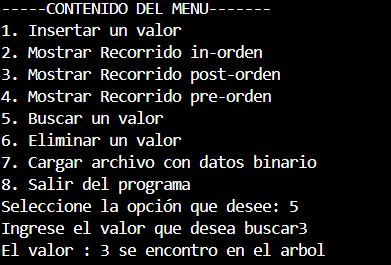 -----CONTENIDO DEL MENU-------
1. Insertar un valor
2. Mostrar Recorrido in-orden
3. Mostrar Recorrido post-orden
4. Mostrar Recorrido pre-orden
5. Buscar un valor
6. Eliminar un valor
7. Cargar archivo con datos binario
8. Salir del programa
Seleccione la opción que desee: 5
Ingrese el valor que desea buscar3
El valor : 3 se encontro en el arbol